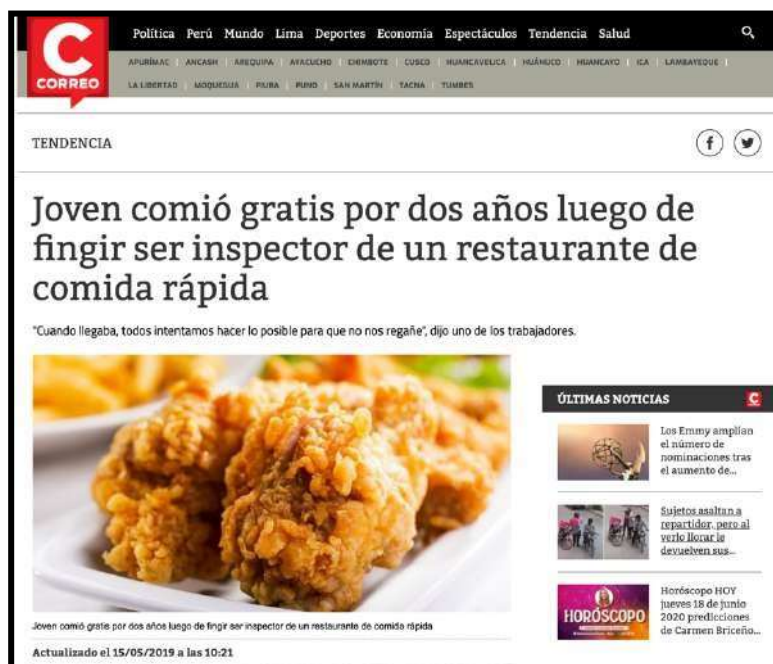 Política Perú Mundo Lima Deportes Economía Espectáculos Tendencia Salud
C
CORREO
APURÍMAC | ANCASH | AREQUIPA | AYACUCHO | CHIMBOTE | CUSCO | HUANCAVELICA | HUÁNUCO | HUANCAYO | ICA | LAMBAYEQUE |
LA LIBERTAD | MOQUEGUA | PIURA | PUNO | SAN MARTÍN | TACNA | TUMBES
TENDENCIA
Joven comió gratis por dos años luego de
fingir ser inspector de un restaurante de
comida rápida
"Cuando llegaba, todos intentamos hacer lo posible para que no nos regañe", dijo uno de los trabajadores.
Joven comió gratis por dos años luego de fingir ser inspector de un restaurante de comida rápida
Actualizado el 15/05/2019 a las 10:21
ÚLTIMAS NOTICIAS
Los Emmy amplían
el número de
nominaciones tras
el aumento de...
Sujetos asaltan a
repartidor, pero al
verlo llorar le
devuelven sus...
HORÓSCOPO
Horóscopo HOY
jueves 18 de junio
2020 predicciones
de Carmen Briceño...